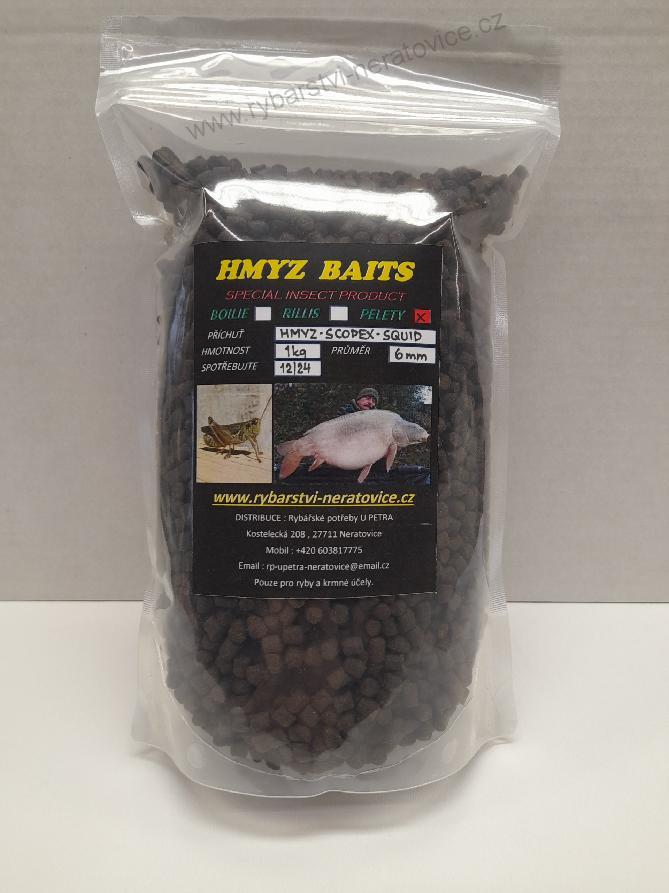 www.rybarstvi-neratovice.cz
HMYZ BAITS
SPECIAL INSECT PRODUCT
BOILIE RILLIS PELETY X
PŘÍCHUŤ HMYZ·SCOPEX·SQUID
HMOTNOST 1kg PRŮMĚR 6mm
SPOTŘEBUJTE 12/24
www.rybarstvi-neratovice.cz
DISTRIBUCE : Rybářské potřeby U PETRA
Kostelecká 208 , 27711 Neratovice
Mobil : +420 603817775
Email : rp-upetra-neratovice@email.cz
Pouze pro ryby a krmné účely.